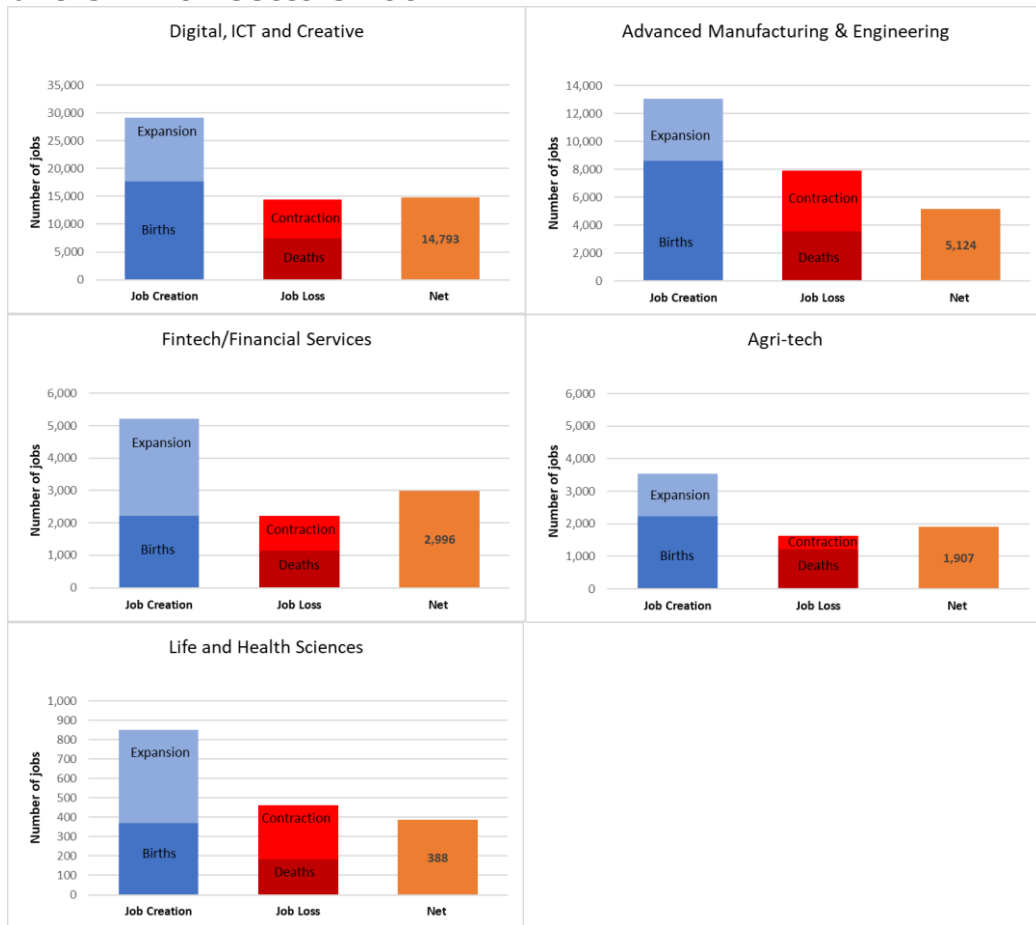 Digital, ICT and Creative
Number of jobs
35,000
30,000
25,000
20,000
15,000
10,000
5,000
0
Expansion
Births
Contraction
Deaths
14,793
Job Creation
Job Loss
Net
Advanced Manufacturing & Engineering
Number of jobs
14,000
12,000
10,000
8,000
6,000
4,000
2,000
0
Expansion
Births
Contraction
Deaths
5,124
Job Creation
Job Loss
Net
Fintech/Financial Services
Number of jobs
6,000
5,000
4,000
3,000
2,000
1,000
0
Expansion
Births
Contraction
Deaths
2,996
Job Creation
Job Loss
Net
Agri-tech
Number of jobs
6,000
5,000
4,000
3,000
2,000
1,000
0
Expansion
Births
Contraction
Deaths
1,907
Job Creation
Job Loss
Net
Life and Health Sciences
Number of jobs
1,000
900
800
700
600
500
400
300
200
100
0
Expansion
Births
Contraction
Deaths
388
Job Creation
Job Loss
Net